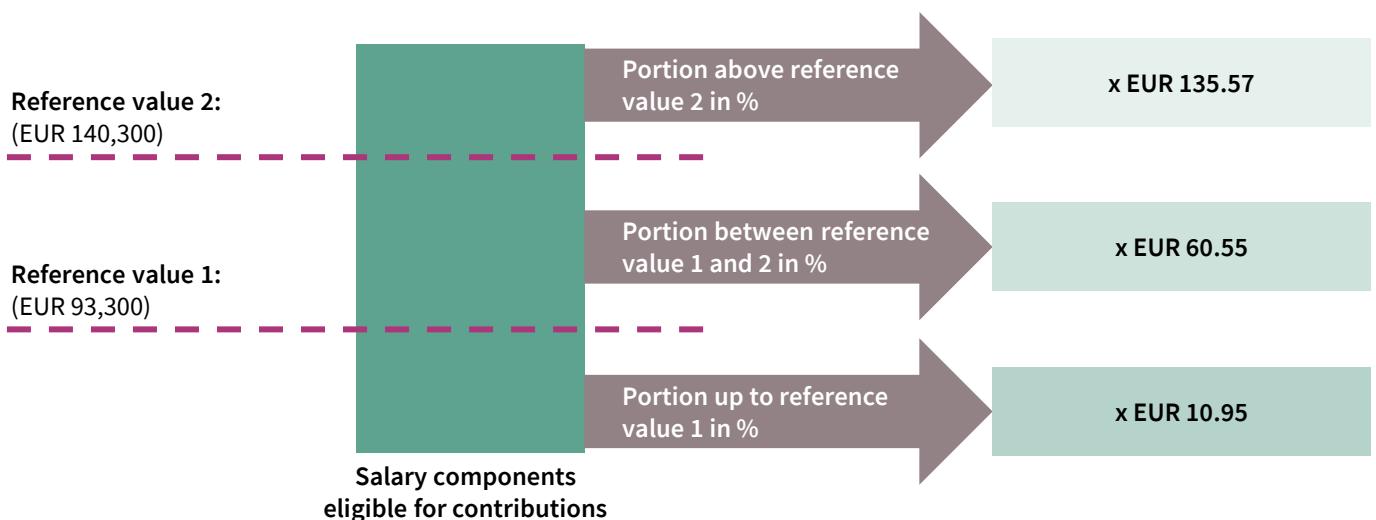 Reference value 2:
(EUR 140,300)
Reference value 1:
(EUR 93,300)
Portion above reference
value 2 in %
x EUR 135.57
Portion between reference
value 1 and 2 in %
x EUR 60.55
Portion up to reference
value 1 in %
x EUR 10.95
Salary components
eligible for contributions